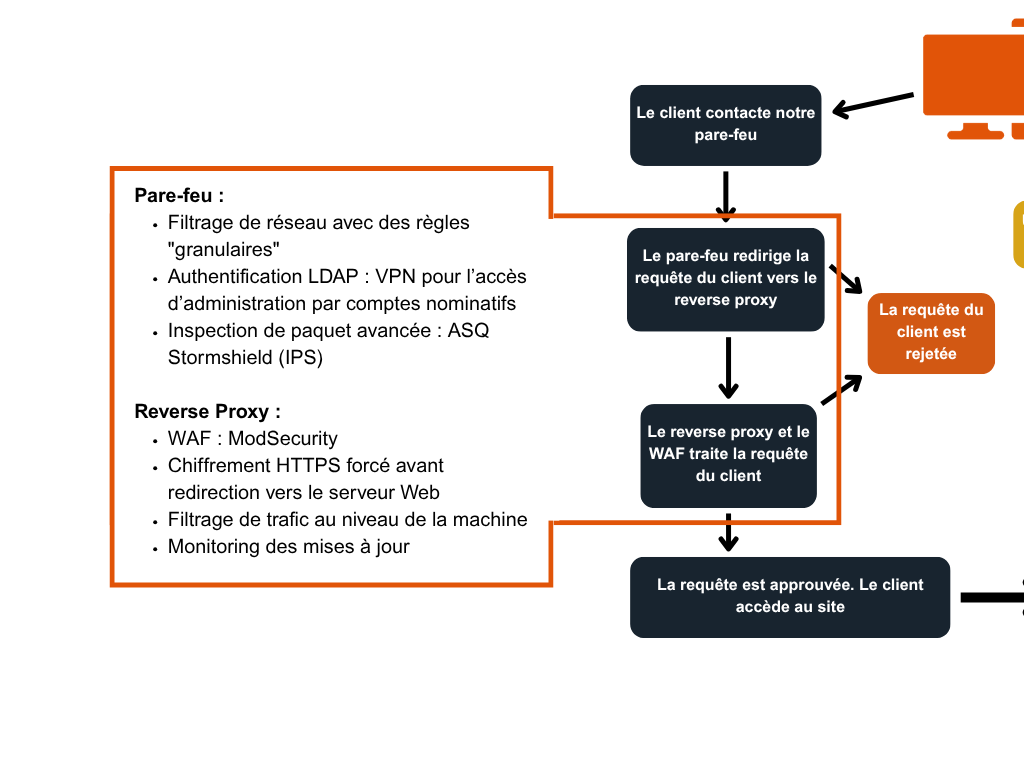 Le client contacte notre
pare-feu
Pare-feu :
• Filtrage de réseau avec des règles
"granulaires"
• Authentification LDAP : VPN pour l’accès
d’administration par comptes nominatifs
• Inspection de paquet avancée : ASQ
Stormshield (IPS)
Reverse Proxy :
• WAF : ModSecurity
• Chiffrement HTTPS forcé avant
redirection vers le serveur Web
• Filtrage de trafic au niveau de la machine
• Monitoring des mises à jour
Le pare-feu redirige la
requête du client vers le
reverse proxy
La requête du
client est
rejetée
Le reverse proxy et le
WAF traite la requête
du client
La requête est approuvée. Le client
accède au site